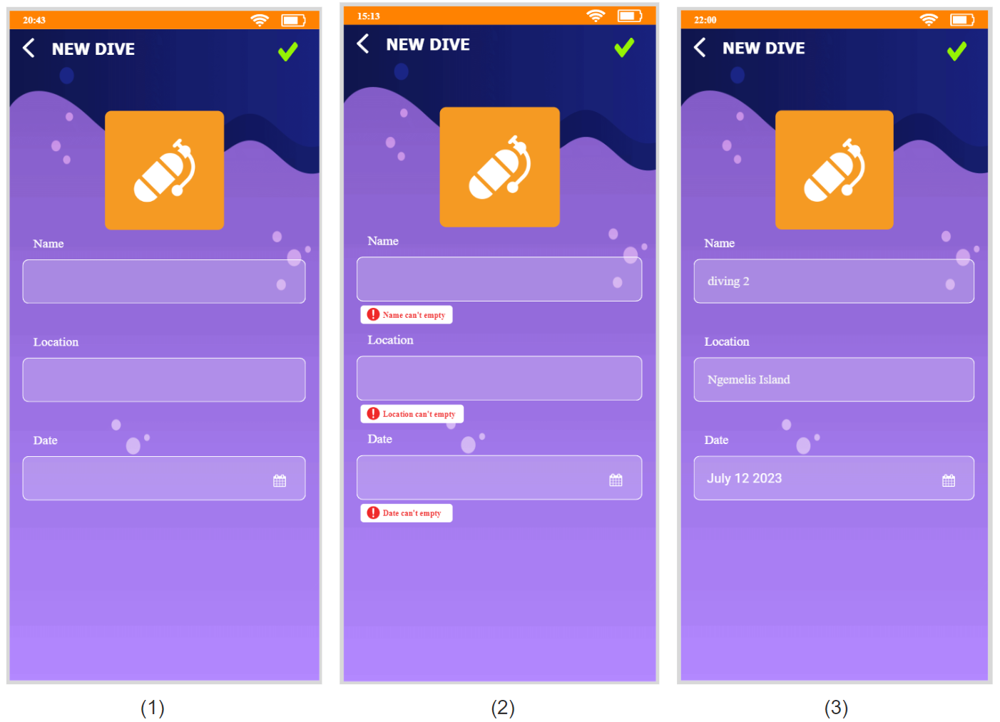 20:43
NEW DIVE
Name
Location
Date
(1)
15:13
NEW DIVE
Name
Name can't empty
Location
Location can't empty
Date
Date can't empty
(2)
22:00
NEW DIVE
Name
diving 2
Location
Ngemelis Island
Date
July 12 2023
(3)